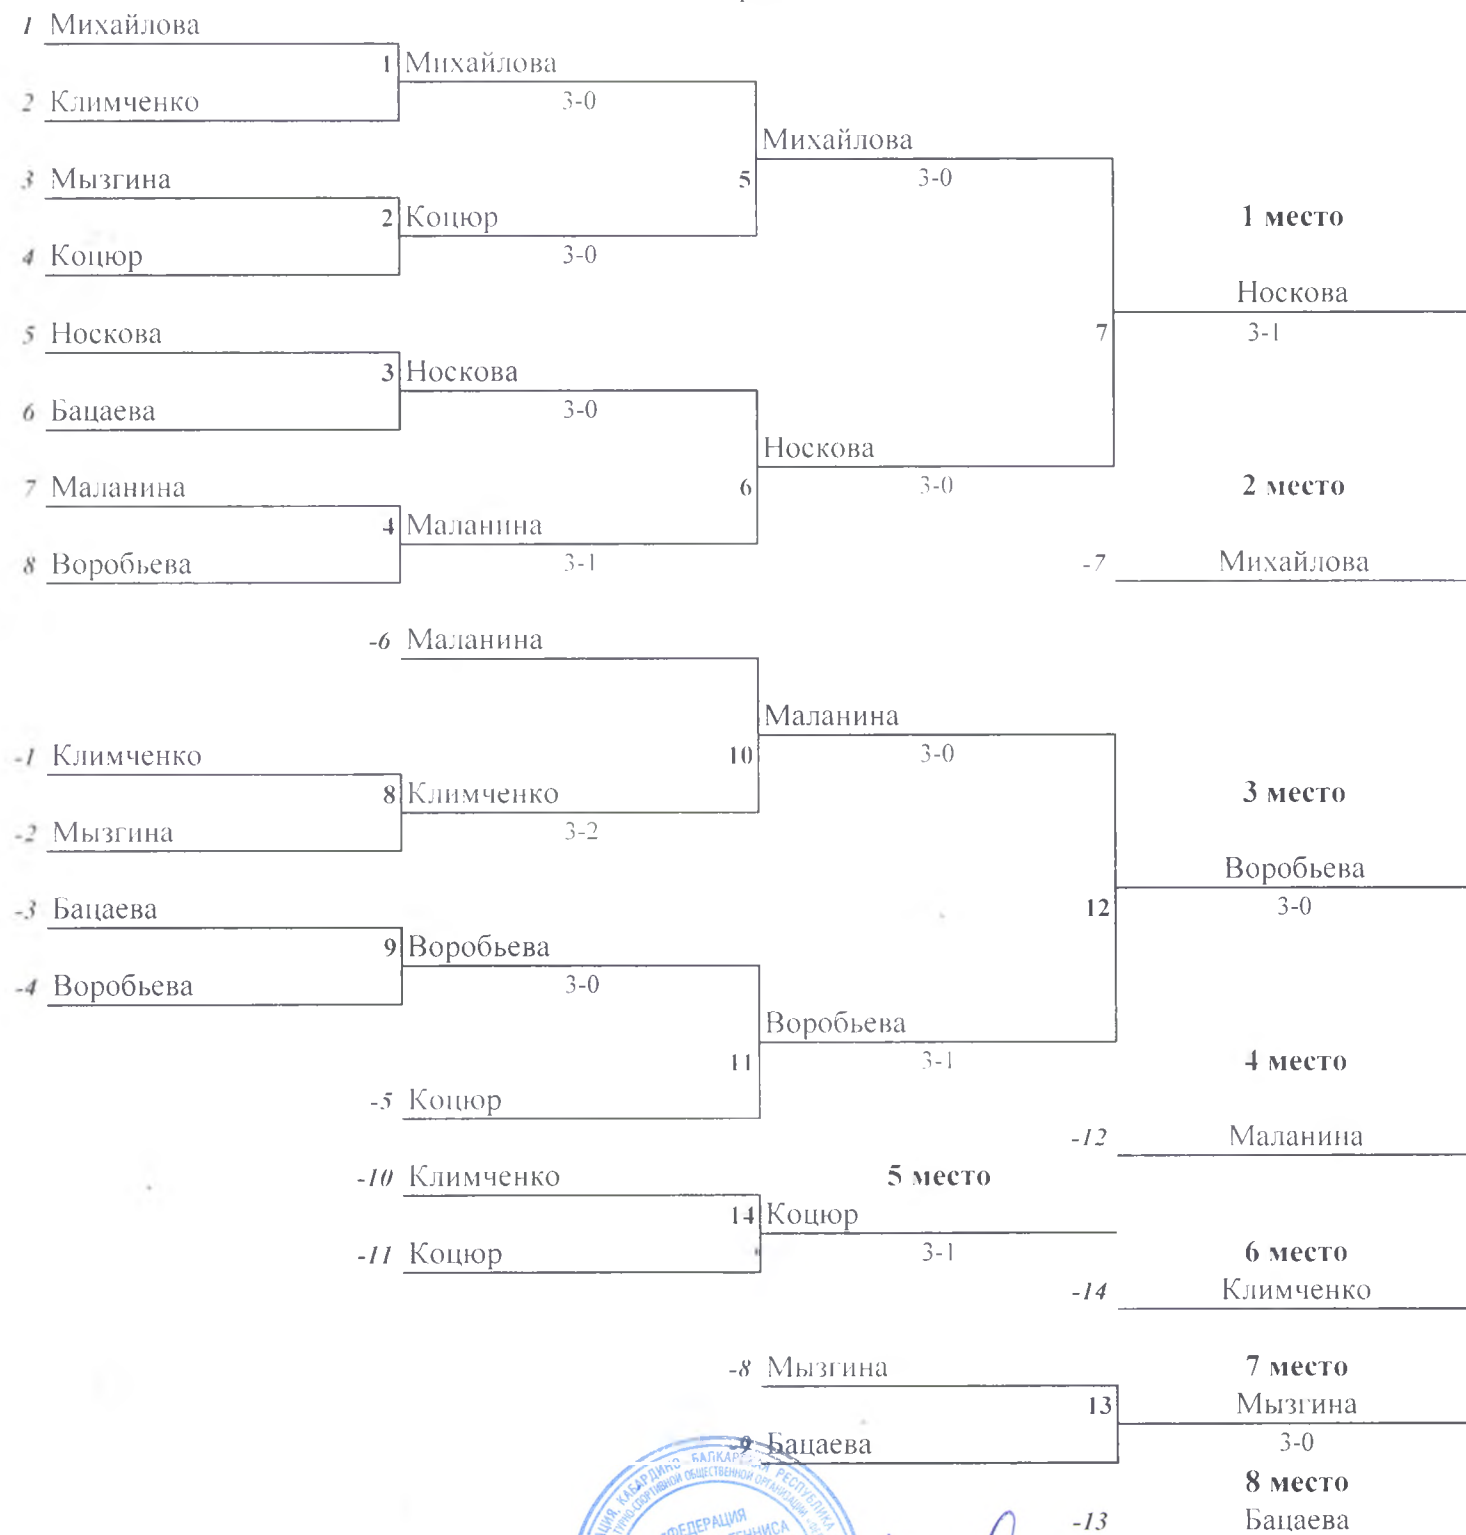 1 Михайлова
1 Михайлова
2 Климченко
3-0
Михайлова
3 Мызгина
5
3-0
2 Коцюр
1 место
4 Коцюр
3-0
Носкова
5 Носкова
7
3-1
3 Носкова
6 Бацаева
3-0
Носкова
7 Маланина
6
3-0
2 место
4 Маланина
8 Воробьева
3-1
-7 Михайлова
-6 Маланина
Маланина
-1 Климченко
10
3-0
8 Климченко
3 место
-2 Мызгина
3-2
Воробьева
-3 Бацаева
12
3-0
9 Воробьева
-4 Воробьева
3-0
Воробьева
11
3-1
4 место
-5 Коцюр
-12 Маланина
-10 Климченко
5 место
14 Коцюр
-11 Коцюр
3-1
6 место
-14 Климченко
-8 Мызгина
7 место
13 Мызгина
-9 Бацаева
3-0
8 место
-13 Бацаева
КАБАРДИНО-БАЛКАРСКАЯ РЕСПУБЛИКА
ФЕДЕРАЦИЯ